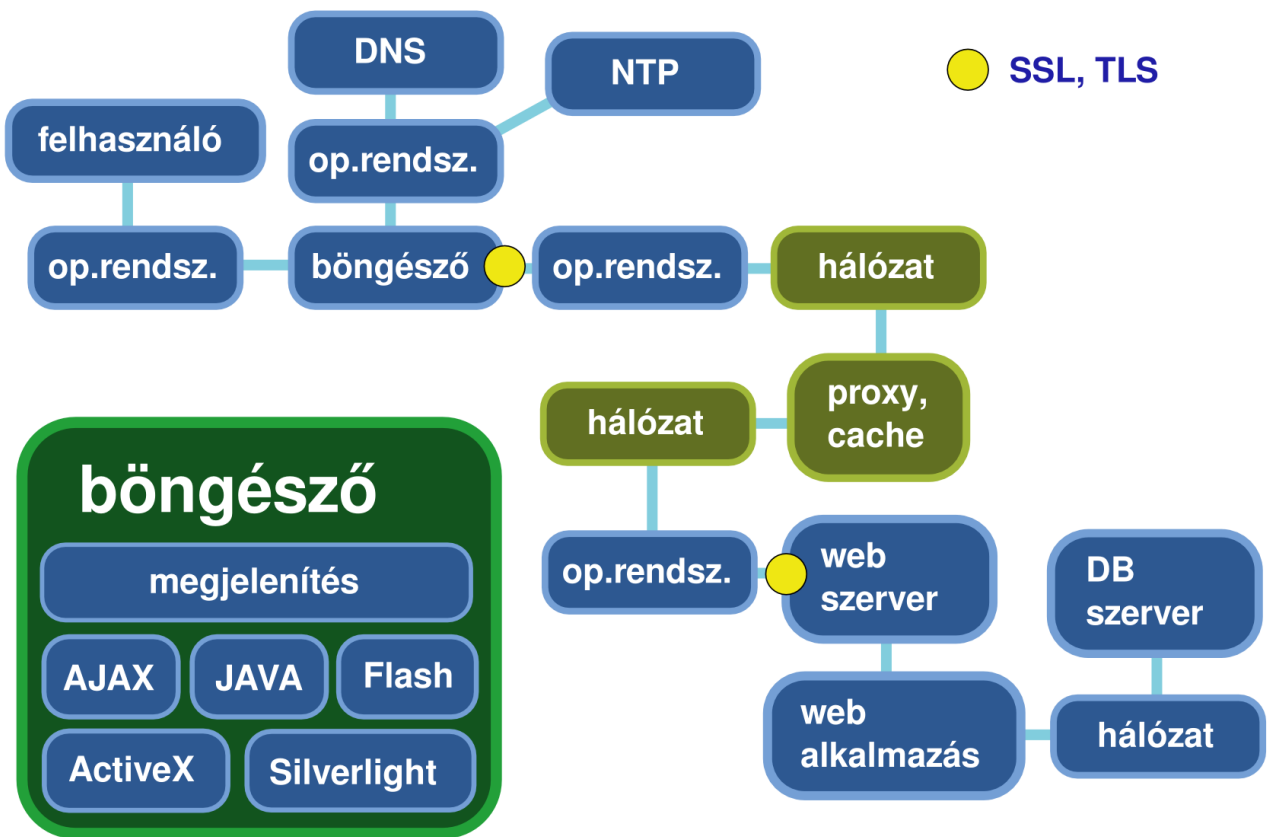 DNS
NTP
SSL, TLS
felhasználó
op.rendsz.
op.rendsz.
böngésző
op.rendsz.
hálózat
proxy,
cache
hálózat
op.rendsz.
web
szerver
DB
szerver
web
alkalmazás
hálózat
böngésző
megjelenítés
AJAX
JAVA
Flash
ActiveX
Silverlight